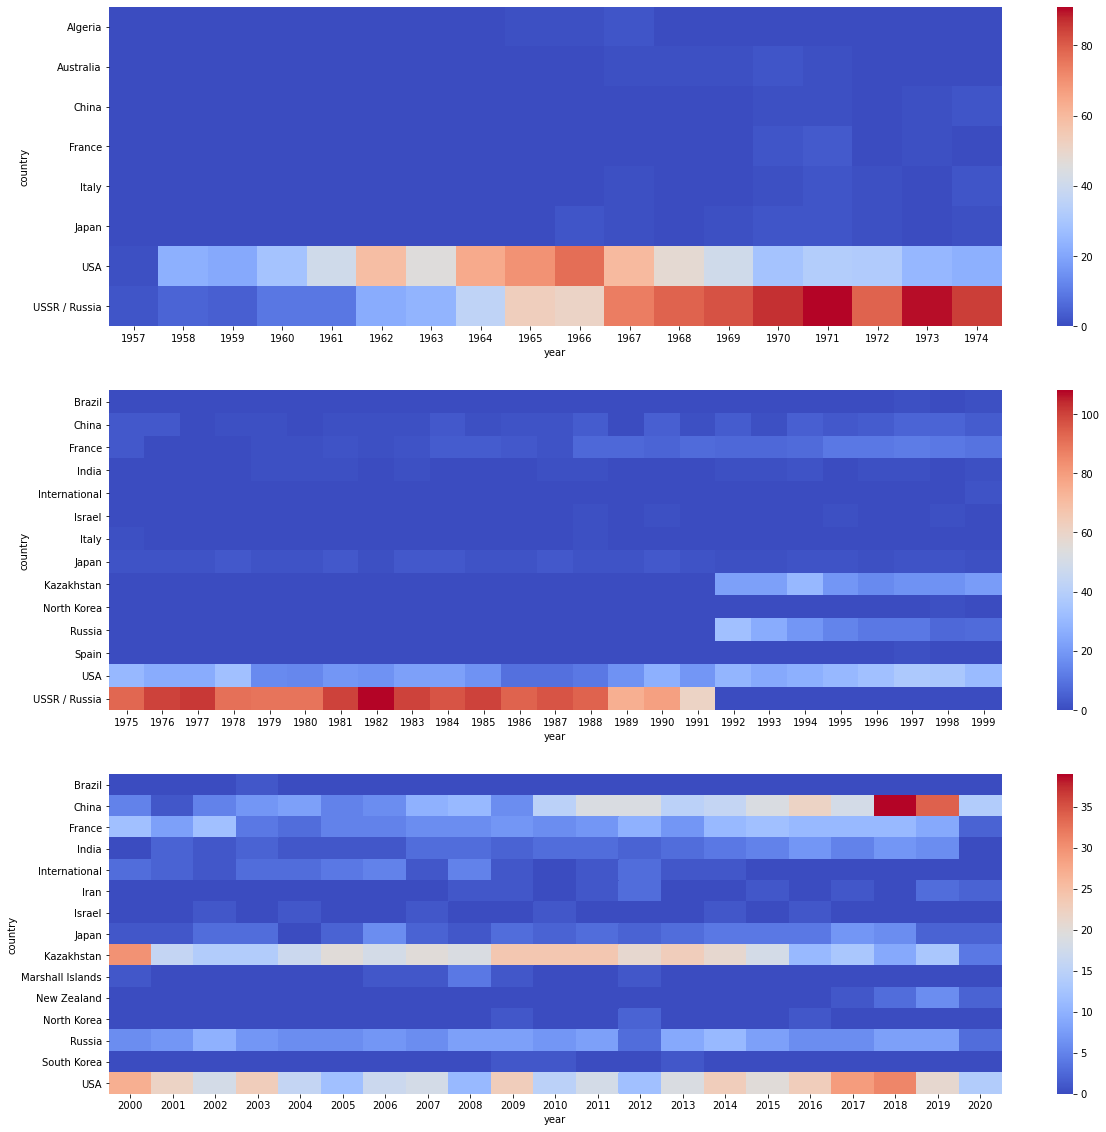 Algeria
Australia
China
France
Italy
Japan
USA
USSR / Russia
country
1957 1958 1959 1960 1961 1962 1963 1964 1965 1966 1967 1968 1969 1970 1971 1972 1973 1974
year
80
60
40
20
0
Brazil
China
France
India
International
Israel
Italy
Japan
Kazakhstan
North Korea
Russia
Spain
USA
USSR / Russia
country
1975 1976 1977 1978 1979 1980 1981 1982 1983 1984 1985 1986 1987 1988 1989 1990 1991 1992 1993 1994 1995 1996 1997 1998 1999
year
100
80
60
40
20
0
Brazil
China
France
India
International
Iran
Israel
Japan
Kazakhstan
Marshall Islands
New Zealand
North Korea
Russia
South Korea
USA
country
2000 2001 2002 2003 2004 2005 2006 2007 2008 2009 2010 2011 2012 2013 2014 2015 2016 2017 2018 2019 2020
year
35
30
25
20
15
10
5
0